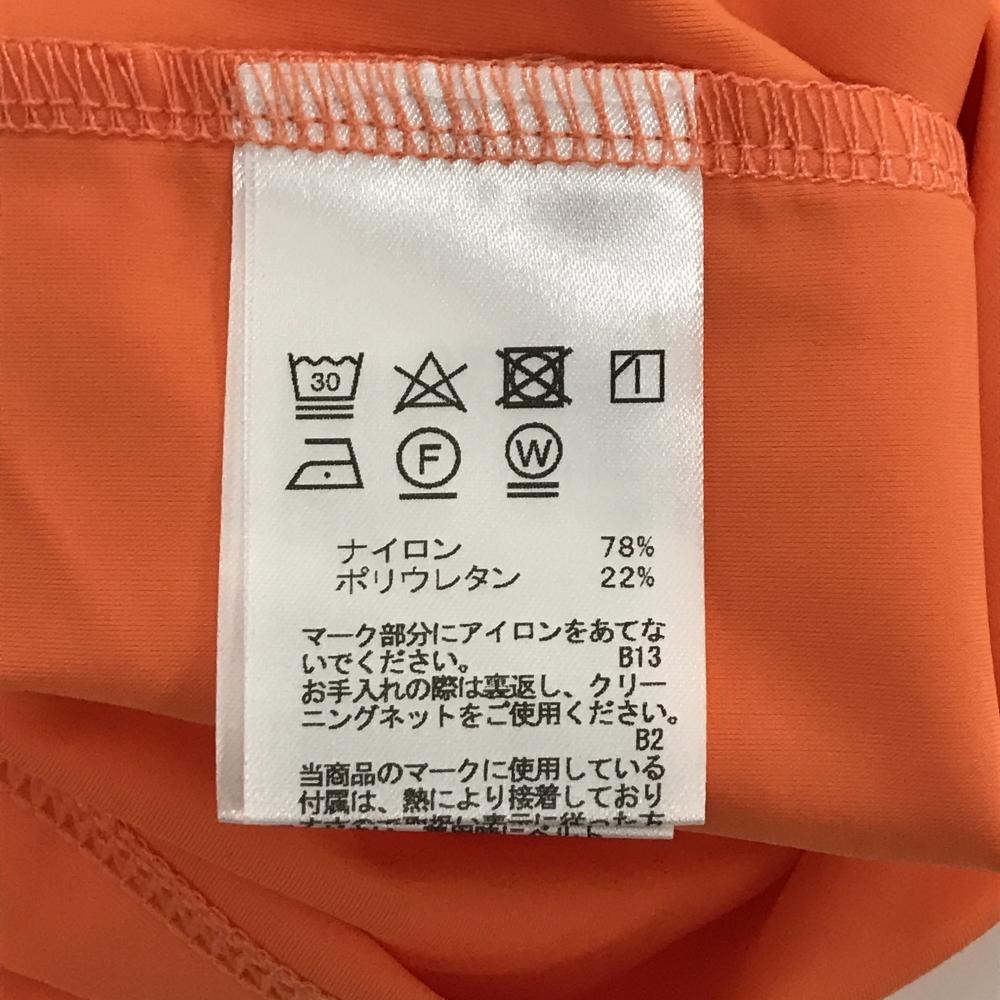 30
F W
ナイロン 78%
ポリウレタン 22%
マーク部分にアイロンをあてな
いでください。 B13
お手入れの際は裏返し、クリー
ニングネットをご使用ください。
B2
当商品のマークに使用している
付属は、熱により接着しており